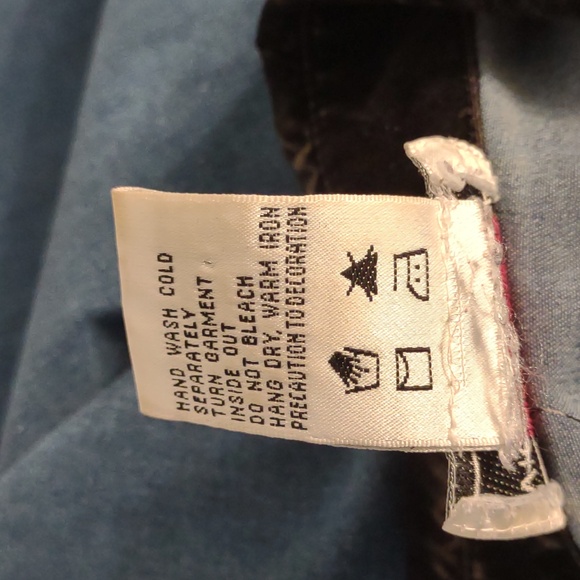 HAND WASH COLD
SEPARATELY
TURN GARMENT
INSIDE OUT
DO NOT BLEACH
HANG DRY, WARM IRON
PRECAUTION TO DECORATION